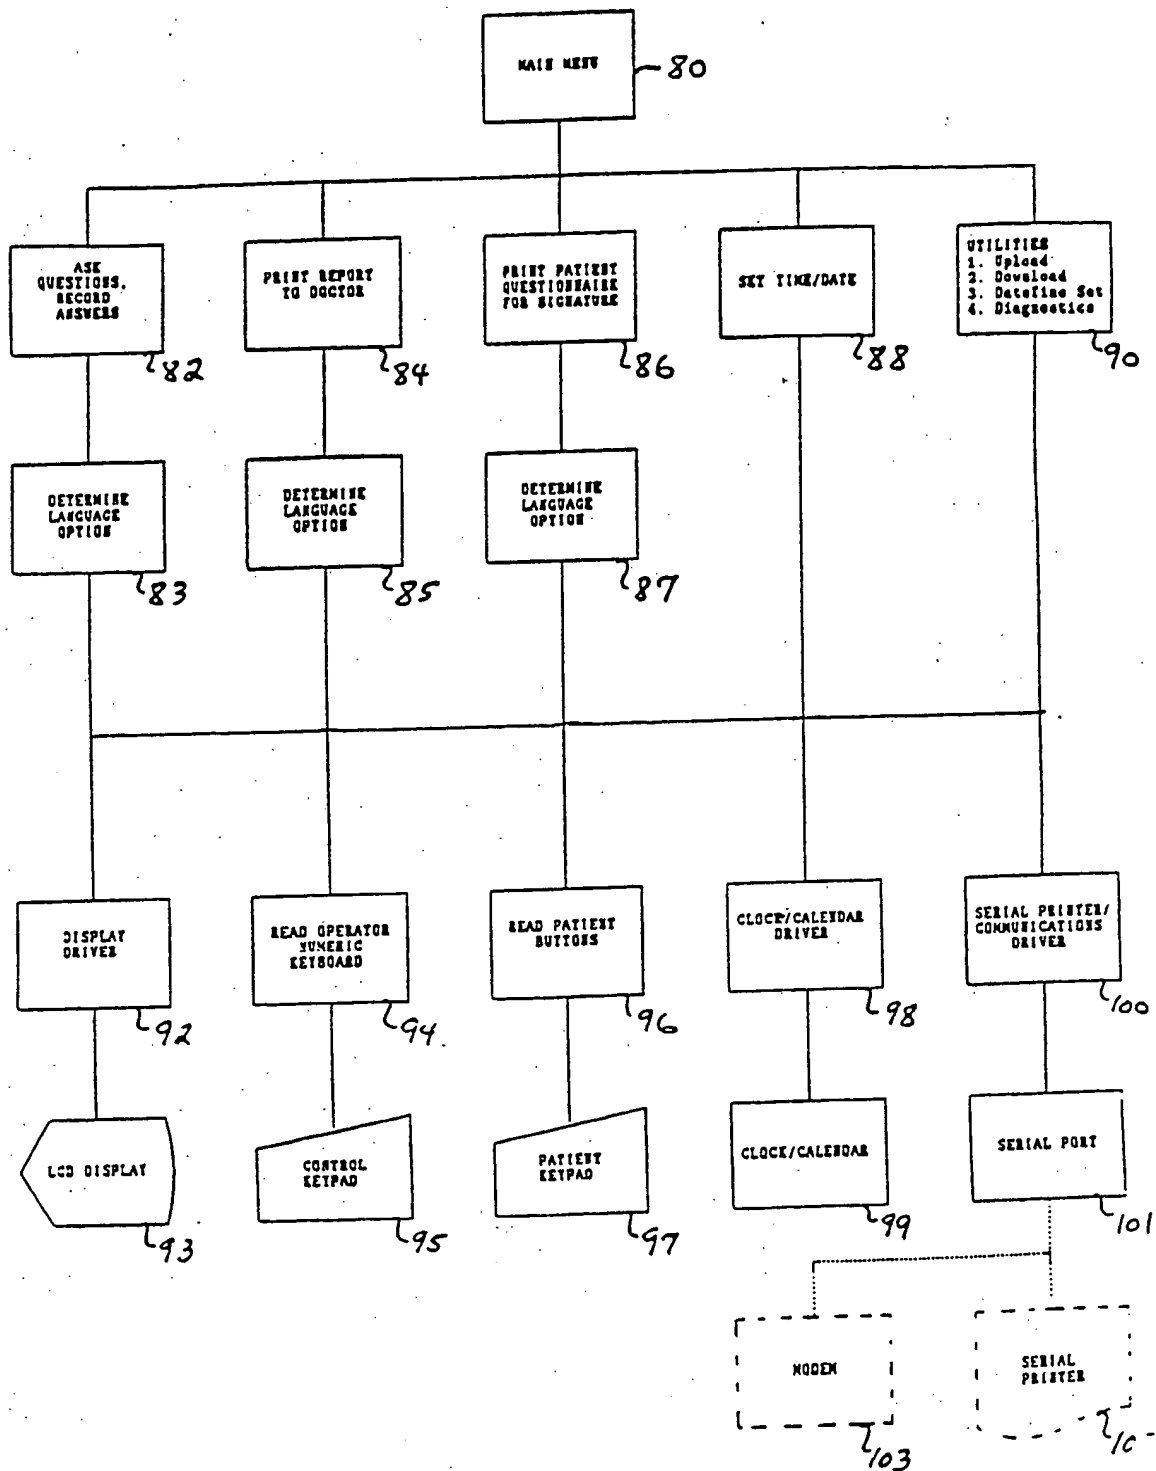 MAIN MENU
80
ASK
QUESTIONS,
RECORD
ANSWERS
82
PRINT REPORT
TO DOCTOR
84
PRINT PATIENT
QUESTIONNAIRE
FOR SIGNATURE
86
SET TIME/DATE
88
UTILITIES
1. Upload
2. Download
3. Datetime Set
4. Diagnostics
90
DETERMINE
LANGUAGE
OPTION
83
DETERMINE
LANGUAGE
OPTION
85
DETERMINE
LANGUAGE
OPTION
87
DISPLAY
DRIVER
92
READ OPERATOR
NUMERIC
KEYBOARD
94
READ PATIENT
BUTTONS
96
CLOCK/CALENDAR
DRIVER
98
SERIAL PRINTER/
COMMUNICATIONS
DRIVER
100
LCD DISPLAY
93
CONTROL
KEYPAD
95
PATIENT
KEYPAD
97
CLOCK/CALENDAR
99
SERIAL PORT
101
MODEM
103
SERIAL
PRINTER